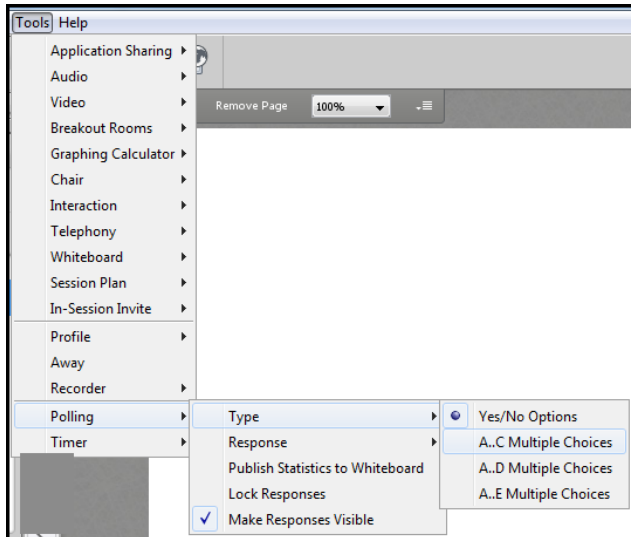 Tools Help
Application Sharing
Audio
Remove Page 100%
Video
Breakout Rooms
Graphing Calculator
Chair
Interaction
Telephony
Whiteboard
Session Plan
In-Session Invite
Profile
Away
Recorder
Polling
Timer
Type
Response
Publish Statistics to Whiteboard
Lock Responses
Make Responses Visible
Yes/No Options
A..C Multiple Choices
A..D Multiple Choices
A..E Multiple Choices